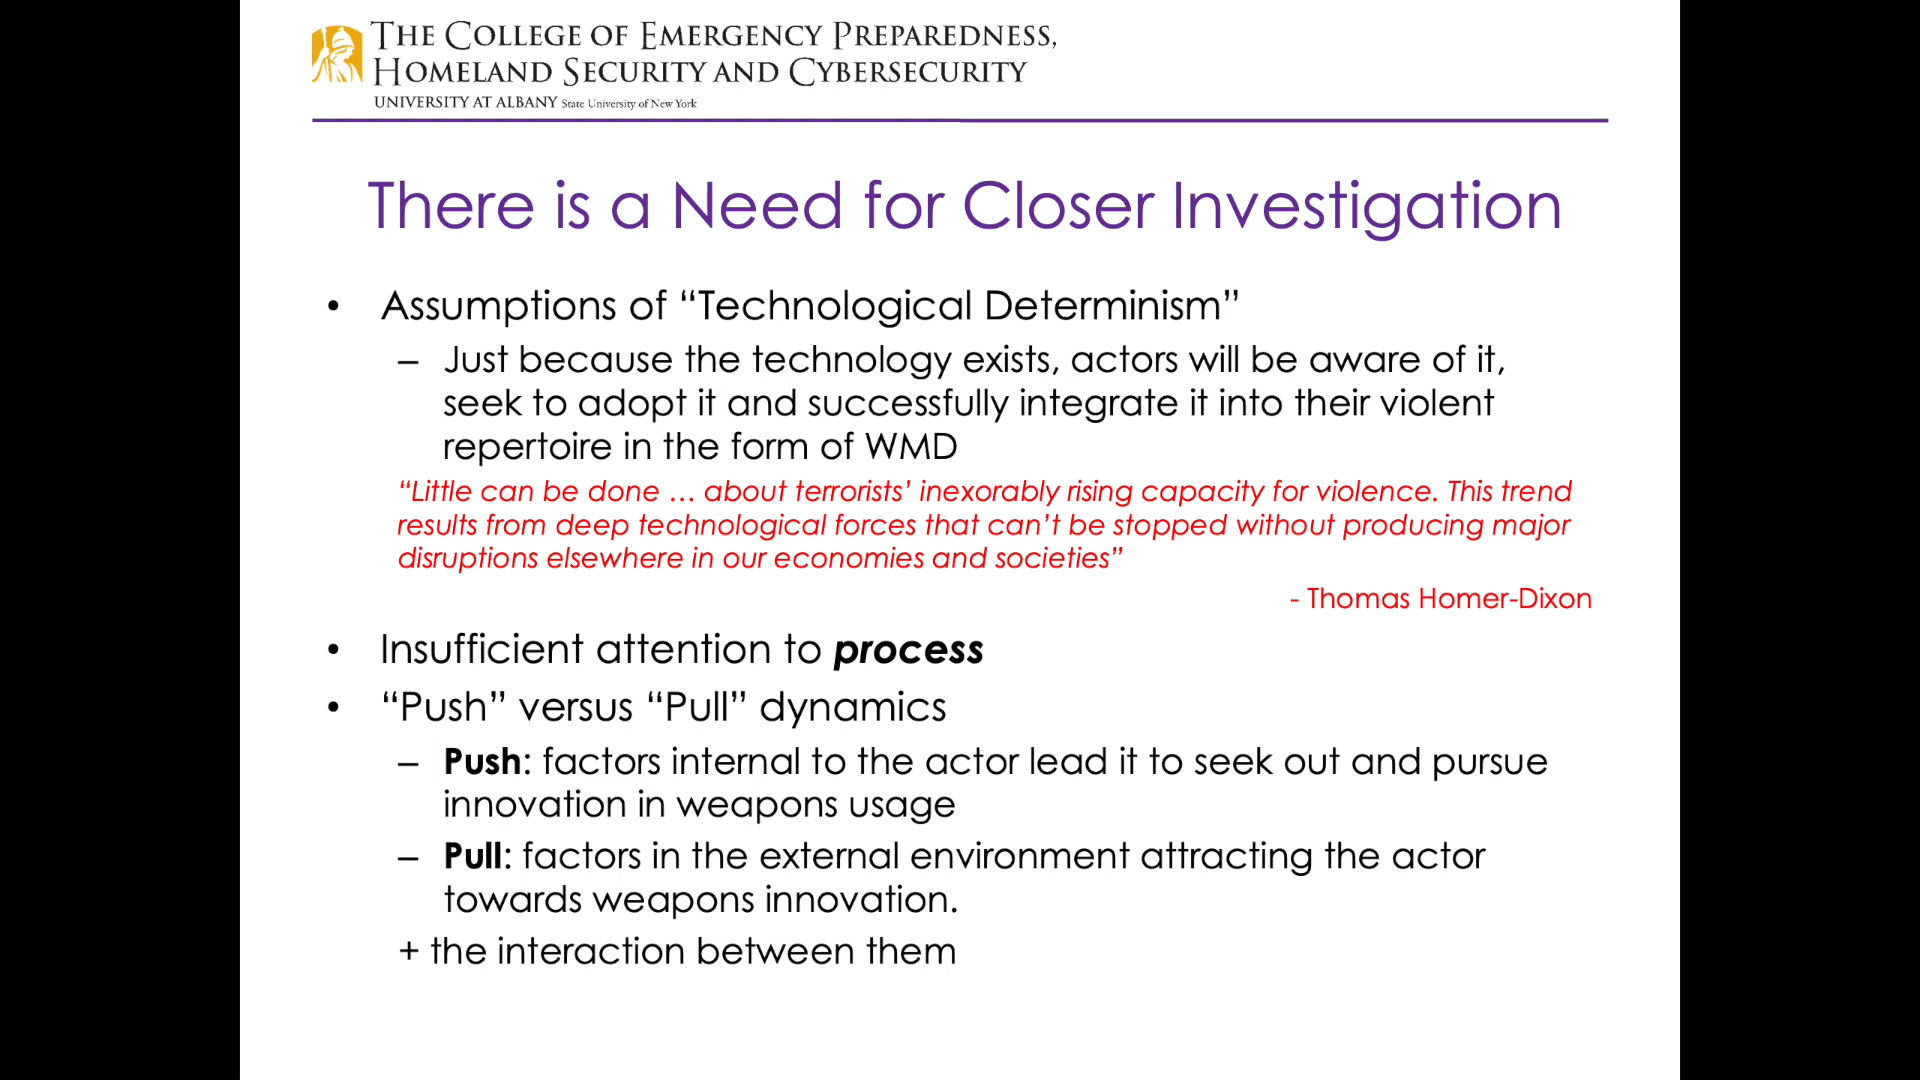 THE COLLEGE OF EMERGENCY PREPAREDNESS,
HOMELAND SECURITY AND CYBERSECURITY
UNIVERSITY AT ALBANY State University of New York
There is a Need for Closer Investigation
• Assumptions of “Technological Determinism”
– Just because the technology exists, actors will be aware of it,
seek to adopt it and successfully integrate it into their violent
repertoire in the form of WMD
“Little can be done … about terrorists’ inexorably rising capacity for violence. This trend
results from deep technological forces that can’t be stopped without producing major
disruptions elsewhere in our economies and societies”
- Thomas Homer-Dixon
• Insufficient attention to process
• “Push” versus “Pull” dynamics
– Push: factors internal to the actor lead it to seek out and pursue
innovation in weapons usage
– Pull: factors in the external environment attracting the actor
towards weapons innovation.
+ the interaction between them